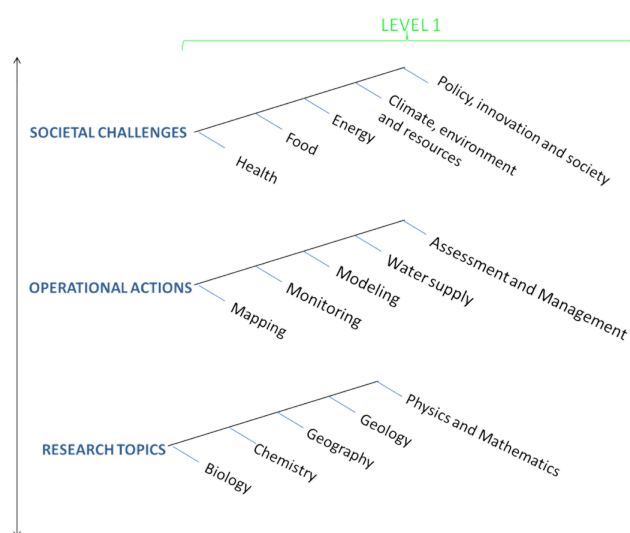 LEVEL 1
SOCIETAL CHALLENGES
Health
Food
Energy
Climate, environment
and resources
Policy, innovation and society
OPERATIONAL ACTIONS
Mapping
Monitoring
Modeling
Water supply
Assessment and Management
RESEARCH TOPICS
Biology
Chemistry
Geography
Geology
Physics and Mathematics